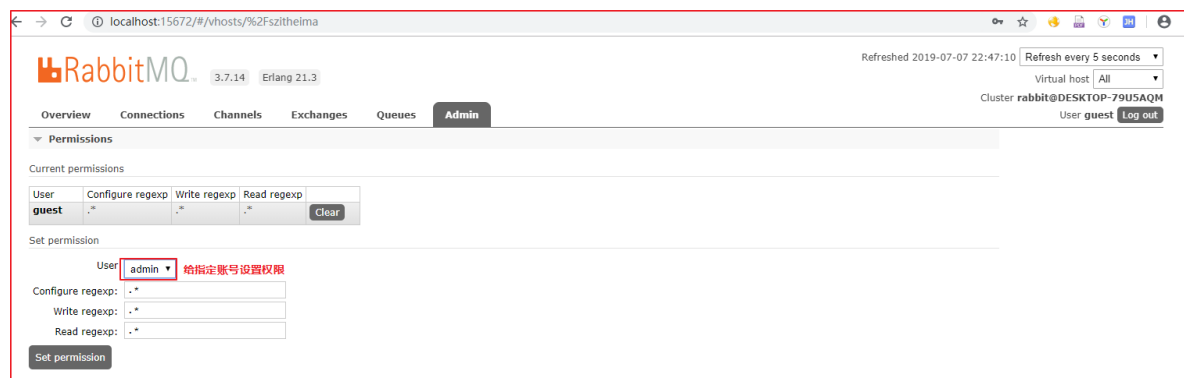 localhost:15672/#/vhosts/%2Fszitheima
RabbitMQ 3.7.14 Erlang 21.3
Refreshed 2019-07-07 22:47:10 Refresh every 5 seconds
Virtual host All
Cluster rabbit@DESKTOP-79U5AQM
User guest Log out
Overview Connections Channels Exchanges Queues Admin
Permissions
Current permissions
User Configure regexp Write regexp Read regexp
guest .* .* .* Clear
Set permission
User admin 给指定账号设置权限
Configure regexp: .*
Write regexp: .*
Read regexp: .*
Set permission